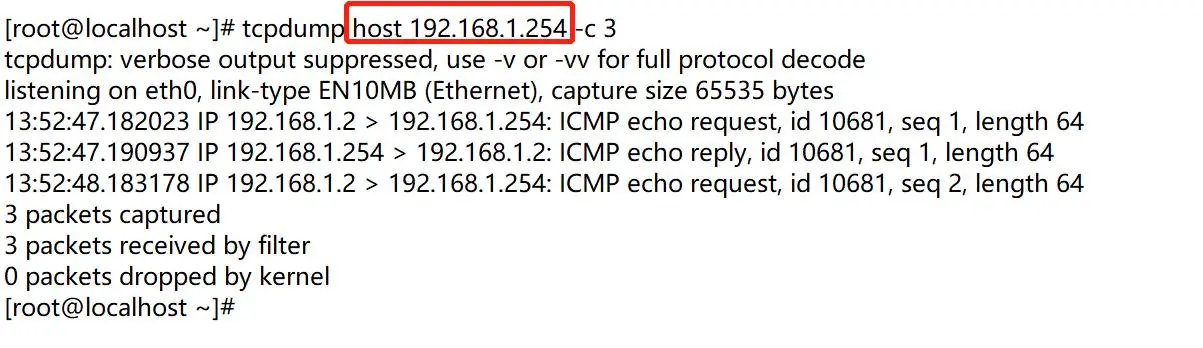 [root@localhost ~]# tcpdump host 192.168.1.254 -c 3
tcpdump: verbose output suppressed, use -v or -vv for full protocol decode
listening on eth0, link-type EN10MB (Ethernet), capture size 65535 bytes
13:52:47.182023 IP 192.168.1.2 > 192.168.1.254: ICMP echo request, id 10681, seq 1, length 64
13:52:47.190937 IP 192.168.1.254 > 192.168.1.2: ICMP echo reply, id 10681, seq 1, length 64
13:52:48.183178 IP 192.168.1.2 > 192.168.1.254: ICMP echo request, id 10681, seq 2, length 64
3 packets captured
3 packets received by filter
0 packets dropped by kernel
[root@localhost ~]#